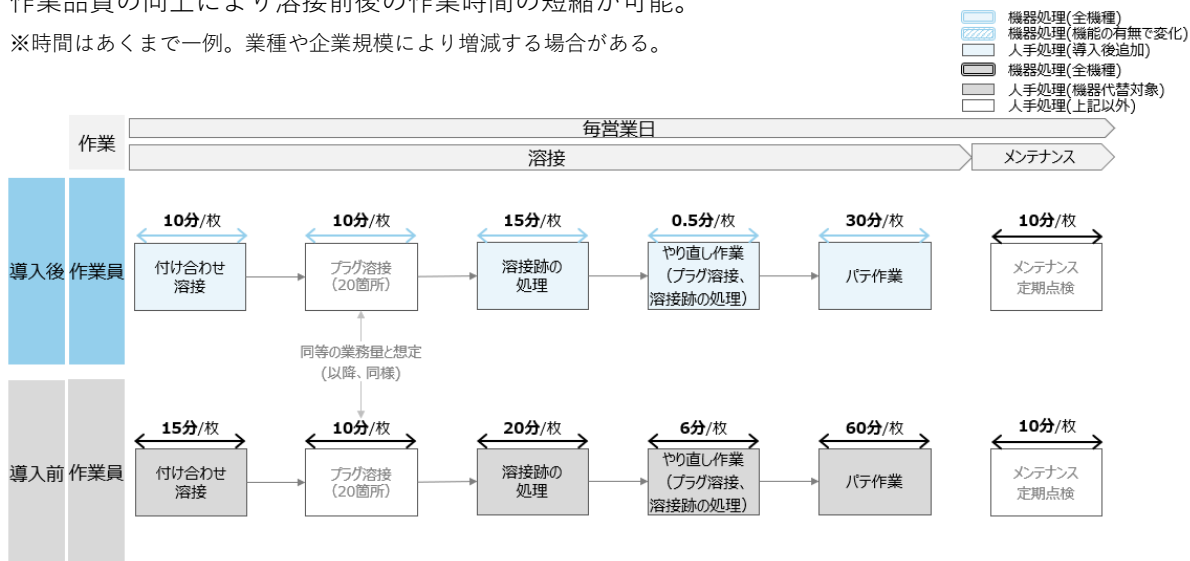 作業品質の向上により溶接前後の作業時間の短縮が可能。
※時間はあくまで一例。業種や企業規模により増減する場合がある。
機器処理(全機種)
機器処理(機能の有無で変化)
人手処理(導入後追加)
機器処理(全機種)
人手処理(機器代替対象)
人手処理(上記以外)
作業
毎営業日
溶接
メンテナンス
導入後
作業員
10分/枚
10分/枚
15分/枚
0.5分/枚
30分/枚
10分/枚
付け合わせ
溶接
プラグ溶接
(20箇所)
溶接跡の
処理
やり直し作業
(プラグ溶接、
溶接跡の処理)
パテ作業
メンテナンス
定期点検
同等の業務量と想定
(以降、同様)
導入前
作業員
15分/枚
10分/枚
20分/枚
6分/枚
60分/枚
10分/枚
付け合わせ
溶接
プラグ溶接
(20箇所)
溶接跡の
処理
やり直し作業
(プラグ溶接、
溶接跡の処理)
パテ作業
メンテナンス
定期点検